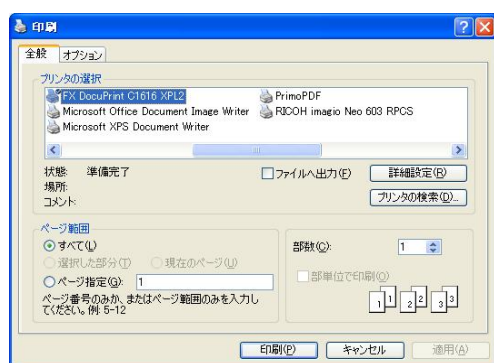 印刷
全般 オプション
プリンタの選択
FX DocuPrint C1616 XPL2 PrimoPDF
Microsoft Office Document Image Writer RICOH imagio Neo 603 RPCS
Microsoft XPS Document Writer
状態: 準備完了 ファイルへ出力(F) 詳細設定(R)
場所:
コメント: プリンタの検索(D)...
ページ範囲
すべて(L) 部数(C): 1
選択した部分(T) 現在のページ(U)
ページ指定(G): 1 部単位で印刷(O)
ページ番号のみか、またはページ範囲のみを入力し
てください。例: 5-12
1 1 2 2 3 3
印刷(P) キャンセル 適用(A)